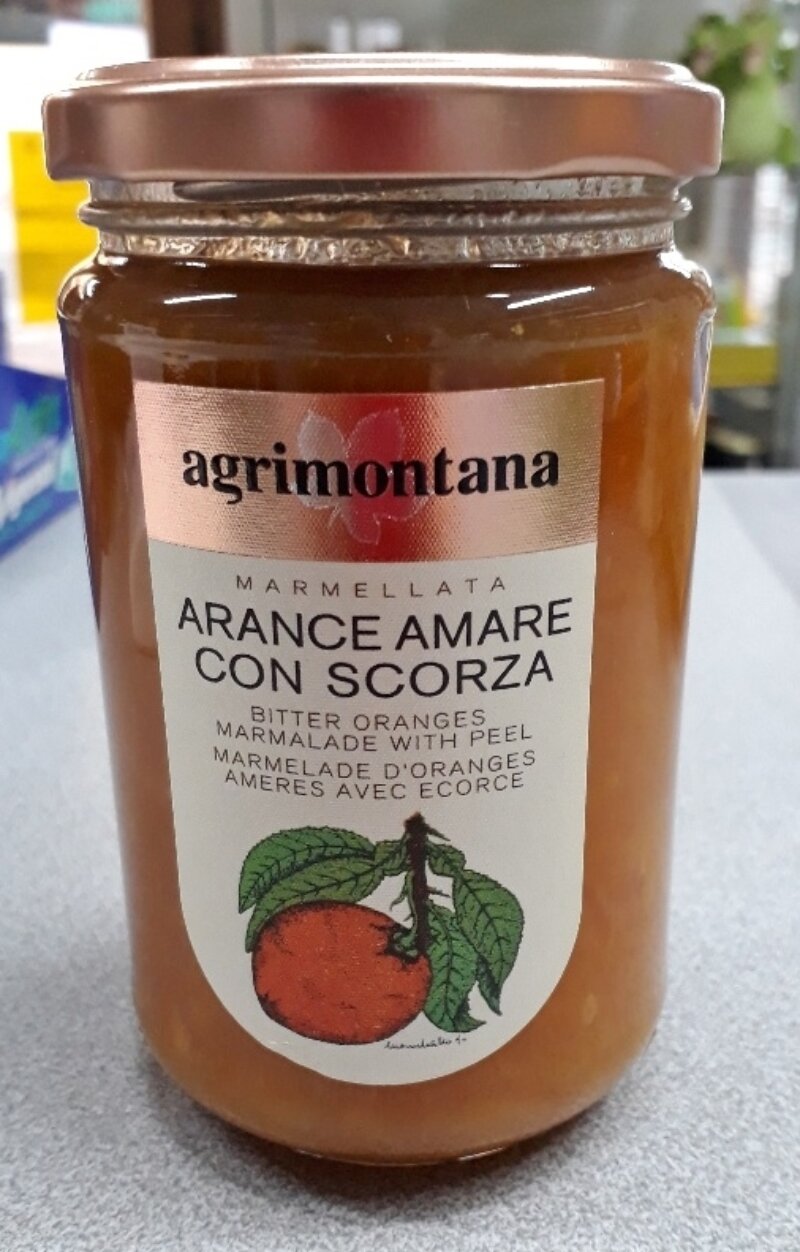 agrimontana
MARMELLATA
ARANCE AMARE
CON SCORZA
BITTER ORANGES
MARMALADE WITH PEEL
MARMELADE D'ORANGES
AMERES AVEC ECORCE